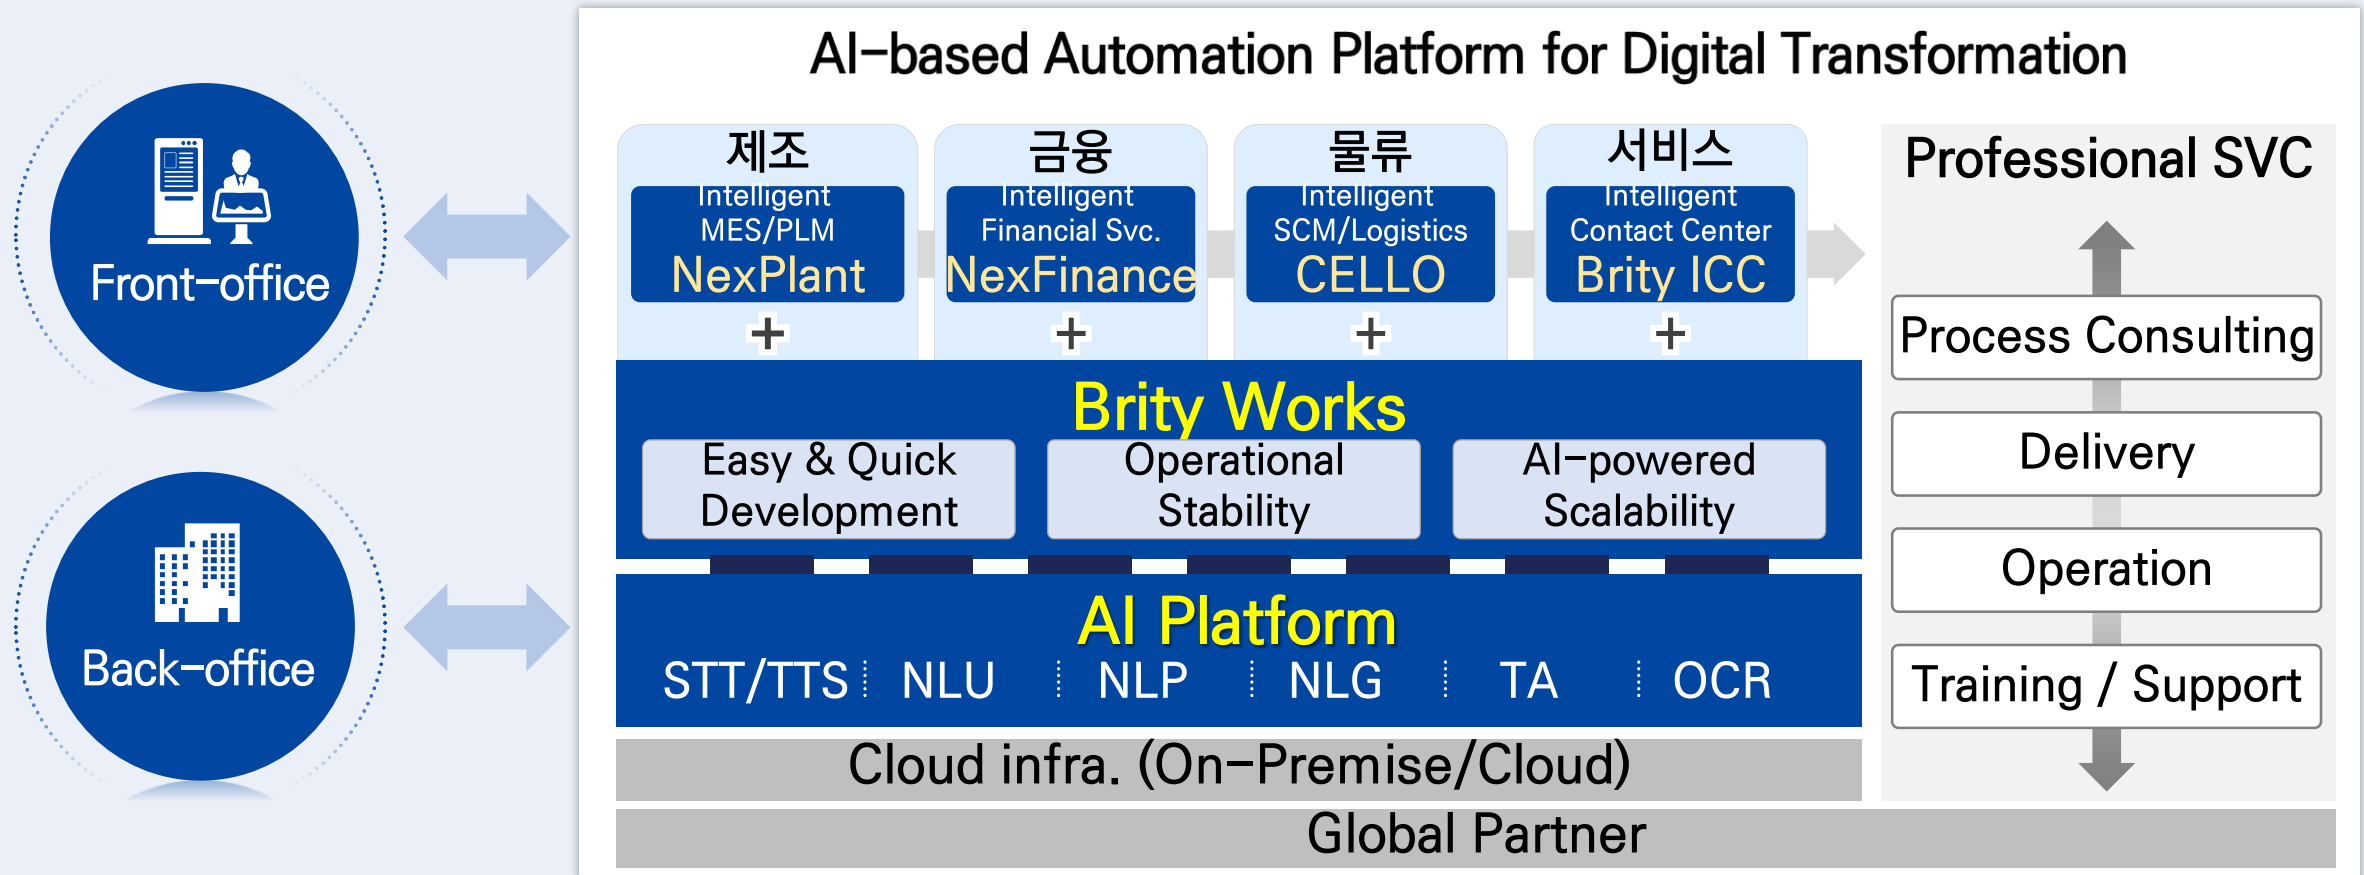 AI-based Automation Platform for Digital Transformation
Front-office
Back-office
제조
Intelligent
MES/PLM
NexPlant
+
금융
Intelligent
Financial Svc.
NexFinance
+
물류
Intelligent
SCM/Logistics
CELLO
+
서비스
Intelligent
Contact Center
Brity ICC
+
Brity Works
Easy & Quick
Development
Operational
Stability
AI-powered
Scalability
AI Platform
STT/TTS
NLU
NLP
NLG
TA
OCR
Cloud infra. (On-Premise/Cloud)
Professional SVC
Process Consulting
Delivery
Operation
Training / Support
Global Partner